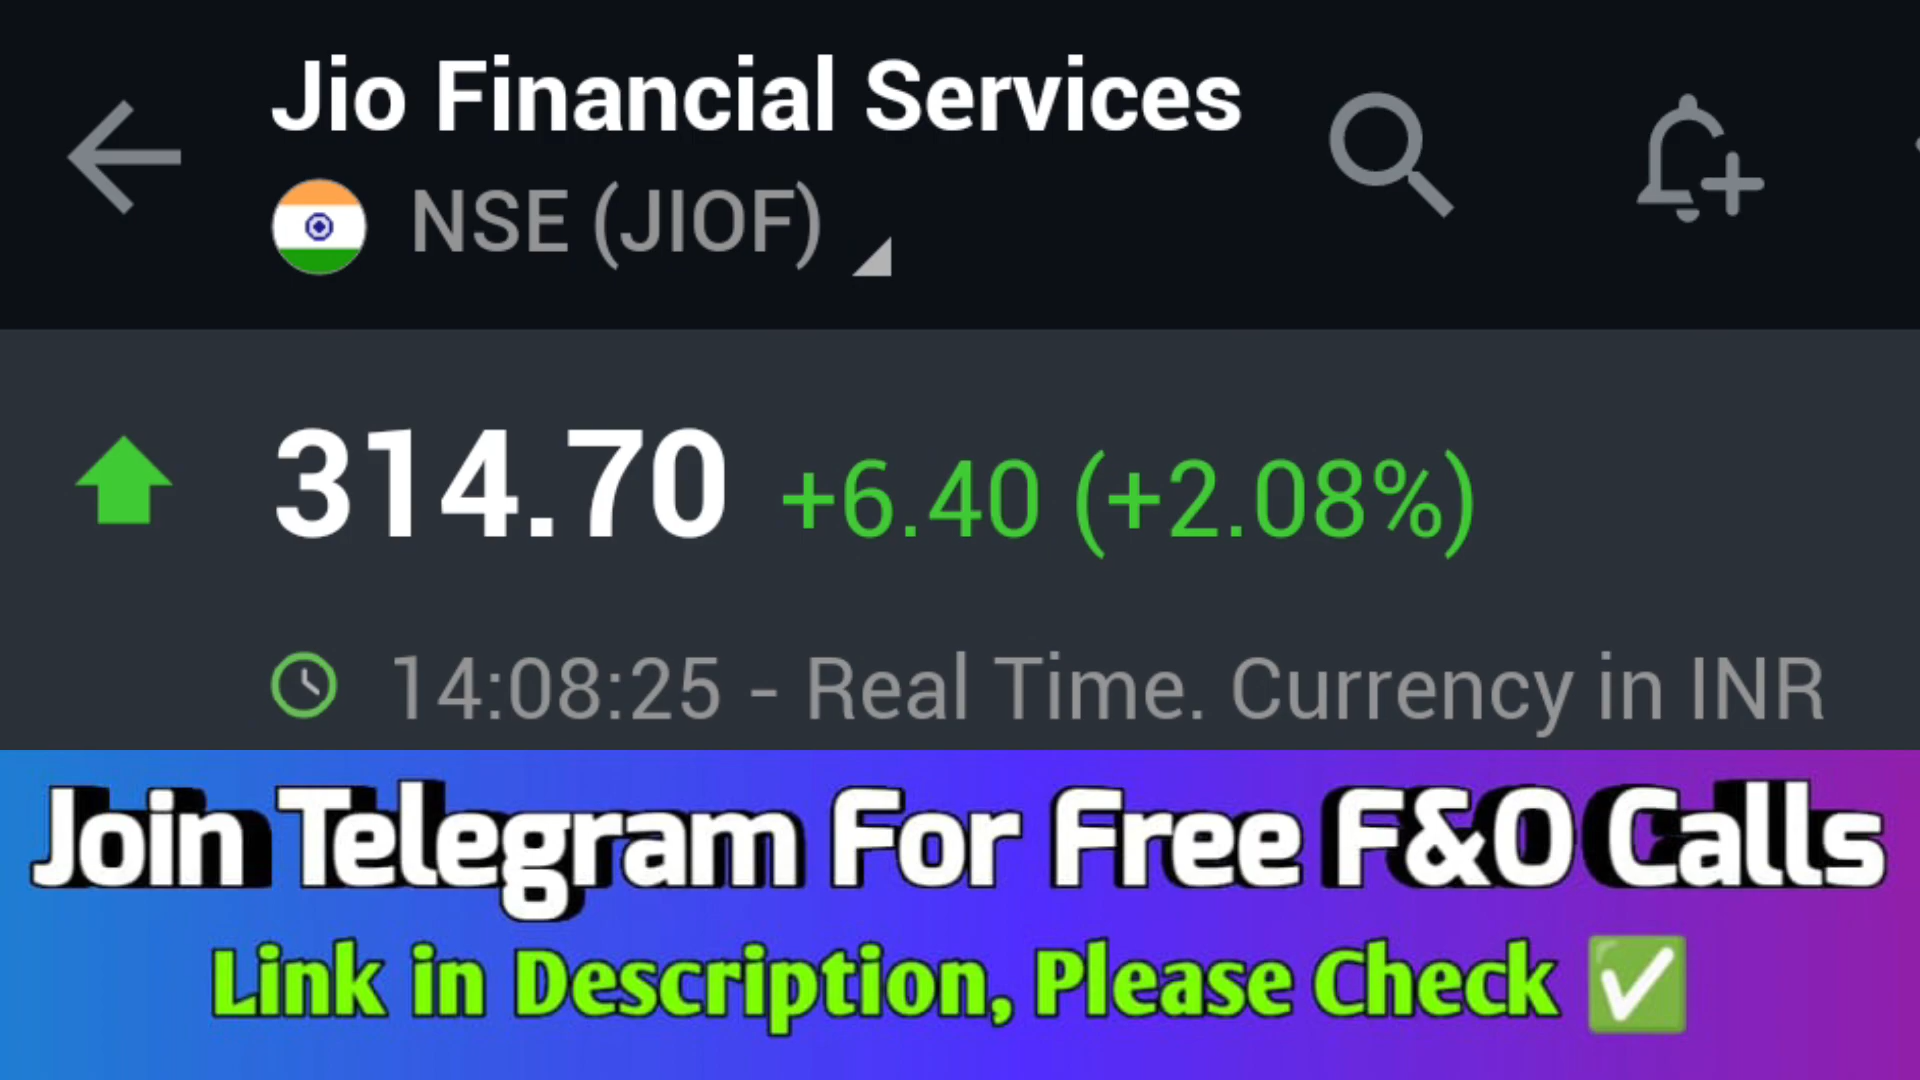 Jio Financial Services
NSE (JIOF)
314.70 +6.40 (+2.08%)
14:08:25 - Real Time. Currency in INR
Join Telegram For Free F&O Calls
Link in Description, Please Check ✅